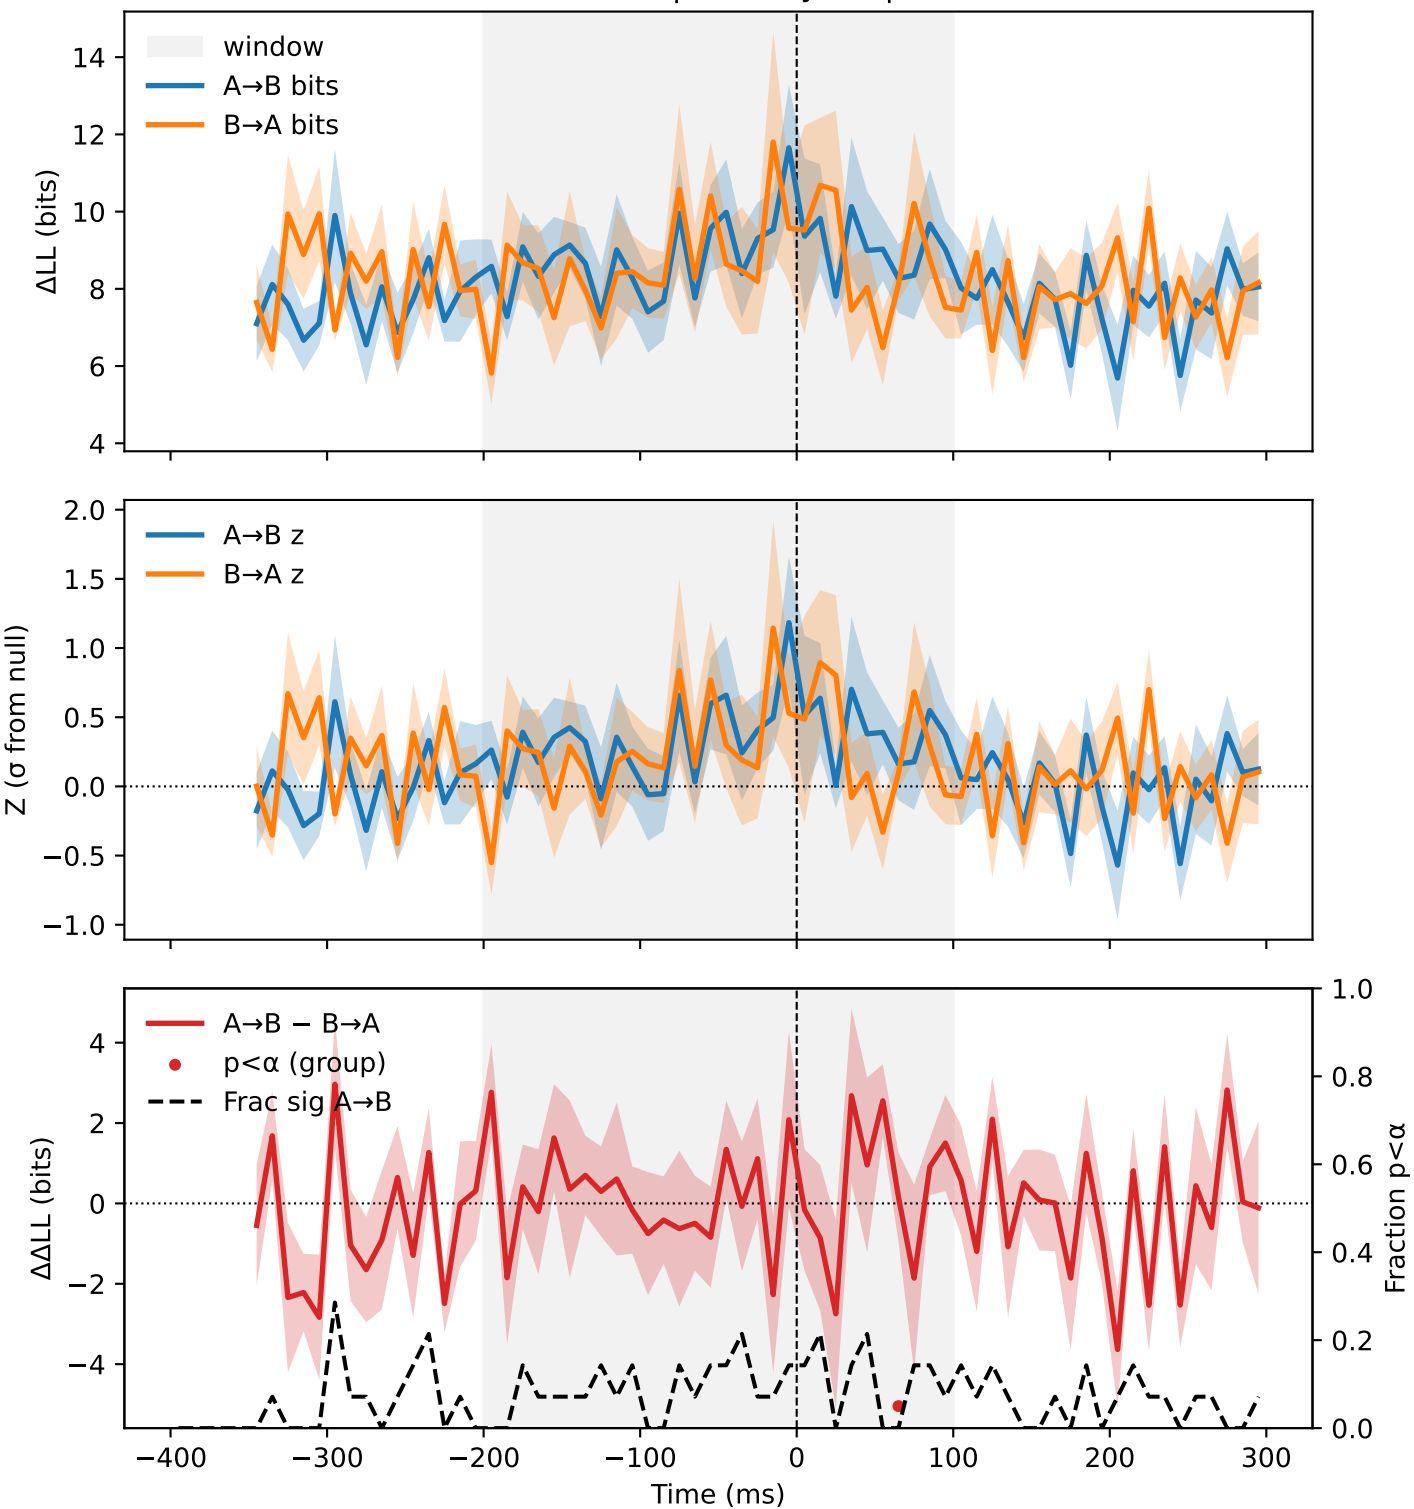 14
12
10
8
6
4
ΔLL (bits)
window
A→B bits
B→A bits
2.0
1.5
1.0
0.5
0.0
−0.5
−1.0
Z (σ from null)
A→B z
B→A z
4
2
0
−2
−4
ΔΔLL (bits)
A→B − B→A
p<α (group)
Frac sig A→B
1.0
0.8
0.6
0.4
0.2
0.0
Fraction p<α
−400 −300 −200 −100 0 100 200 300
Time (ms)